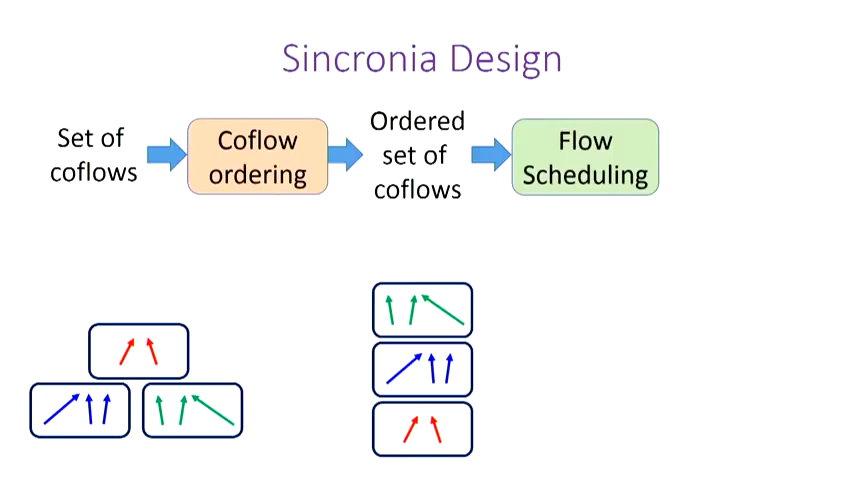 Sincronia Design
Set of
coflows
Coflow
ordering
Ordered
set of
coflows
Flow
Scheduling